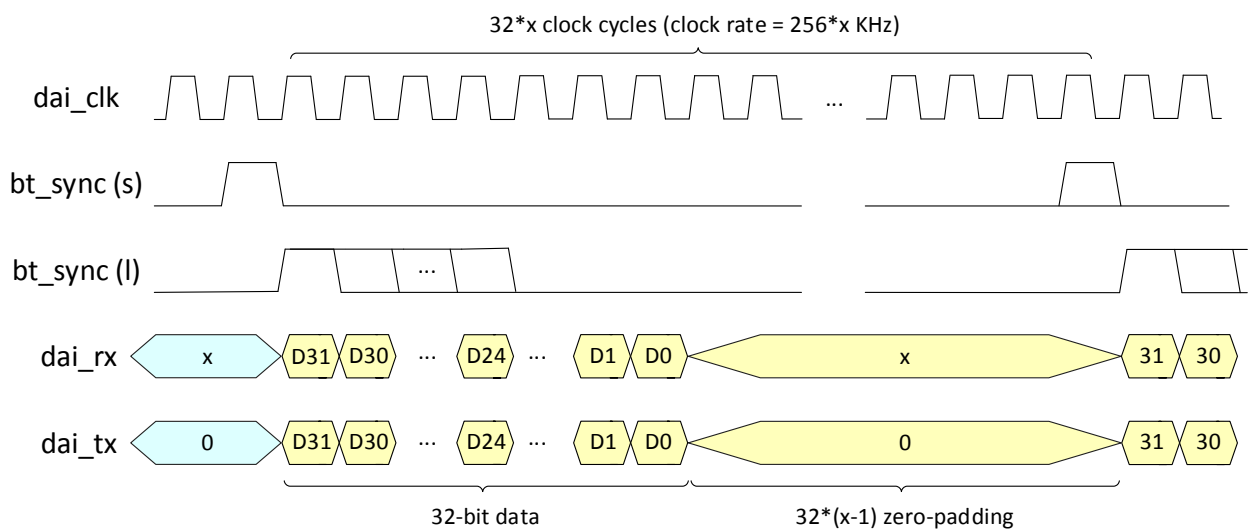 32*x clock cycles (clock rate = 256*x KHz)
dai_clk
...
bt_sync (s)
bt_sync (l)
...
dai_rx
x
D31
D30
...
D24
...
D1
D0
x
31
30
dai_tx
0
D31
D30
...
D24
...
D1
D0
0
31
30
32-bit data
32*(x-1) zero-padding